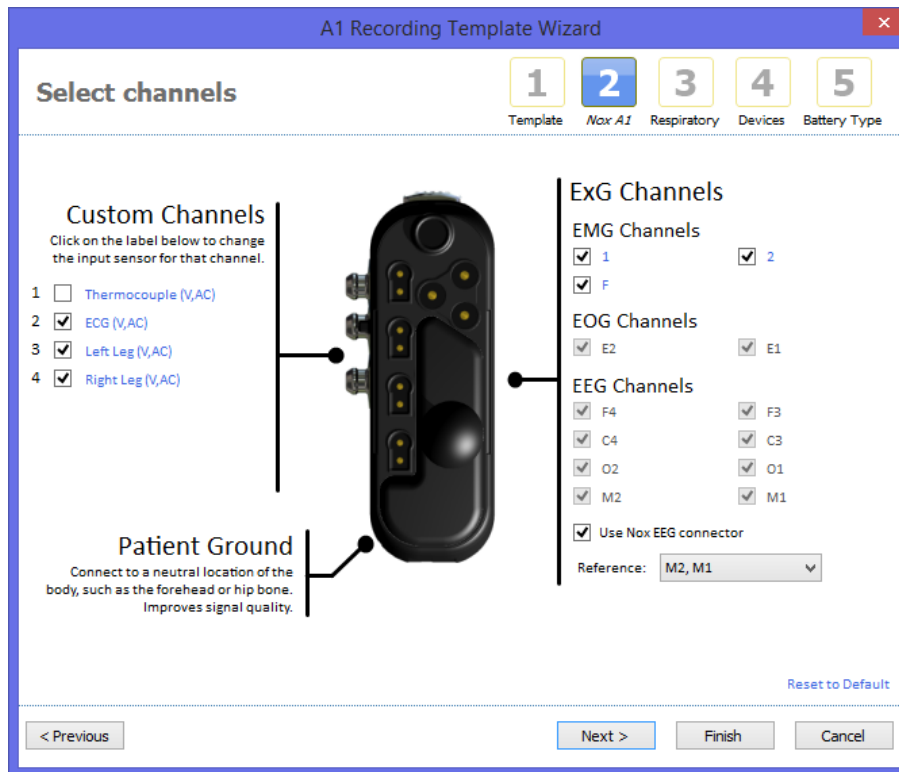 A1 Recording Template Wizard
Select channels
1 2 3 4 5
Template Nox A1 Respiratory Devices Battery Type
Custom Channels
Click on the label below to change
the input sensor for that channel.
1 Thermocouple (V,AC)
2 ECG (V,AC)
3 Left Leg (V,AC)
4 Right Leg (V,AC)
Patient Ground
Connect to a neutral location of the
body, such as the forehead or hip bone.
Improves signal quality.
ExG Channels
EMG Channels
1 2
F
EOG Channels
E2 E1
EEG Channels
F4 F3
C4 C3
O2 O1
M2 M1
Use Nox EEG connector
Reference: M2, M1
Reset to Default
< Previous Next > Finish Cancel